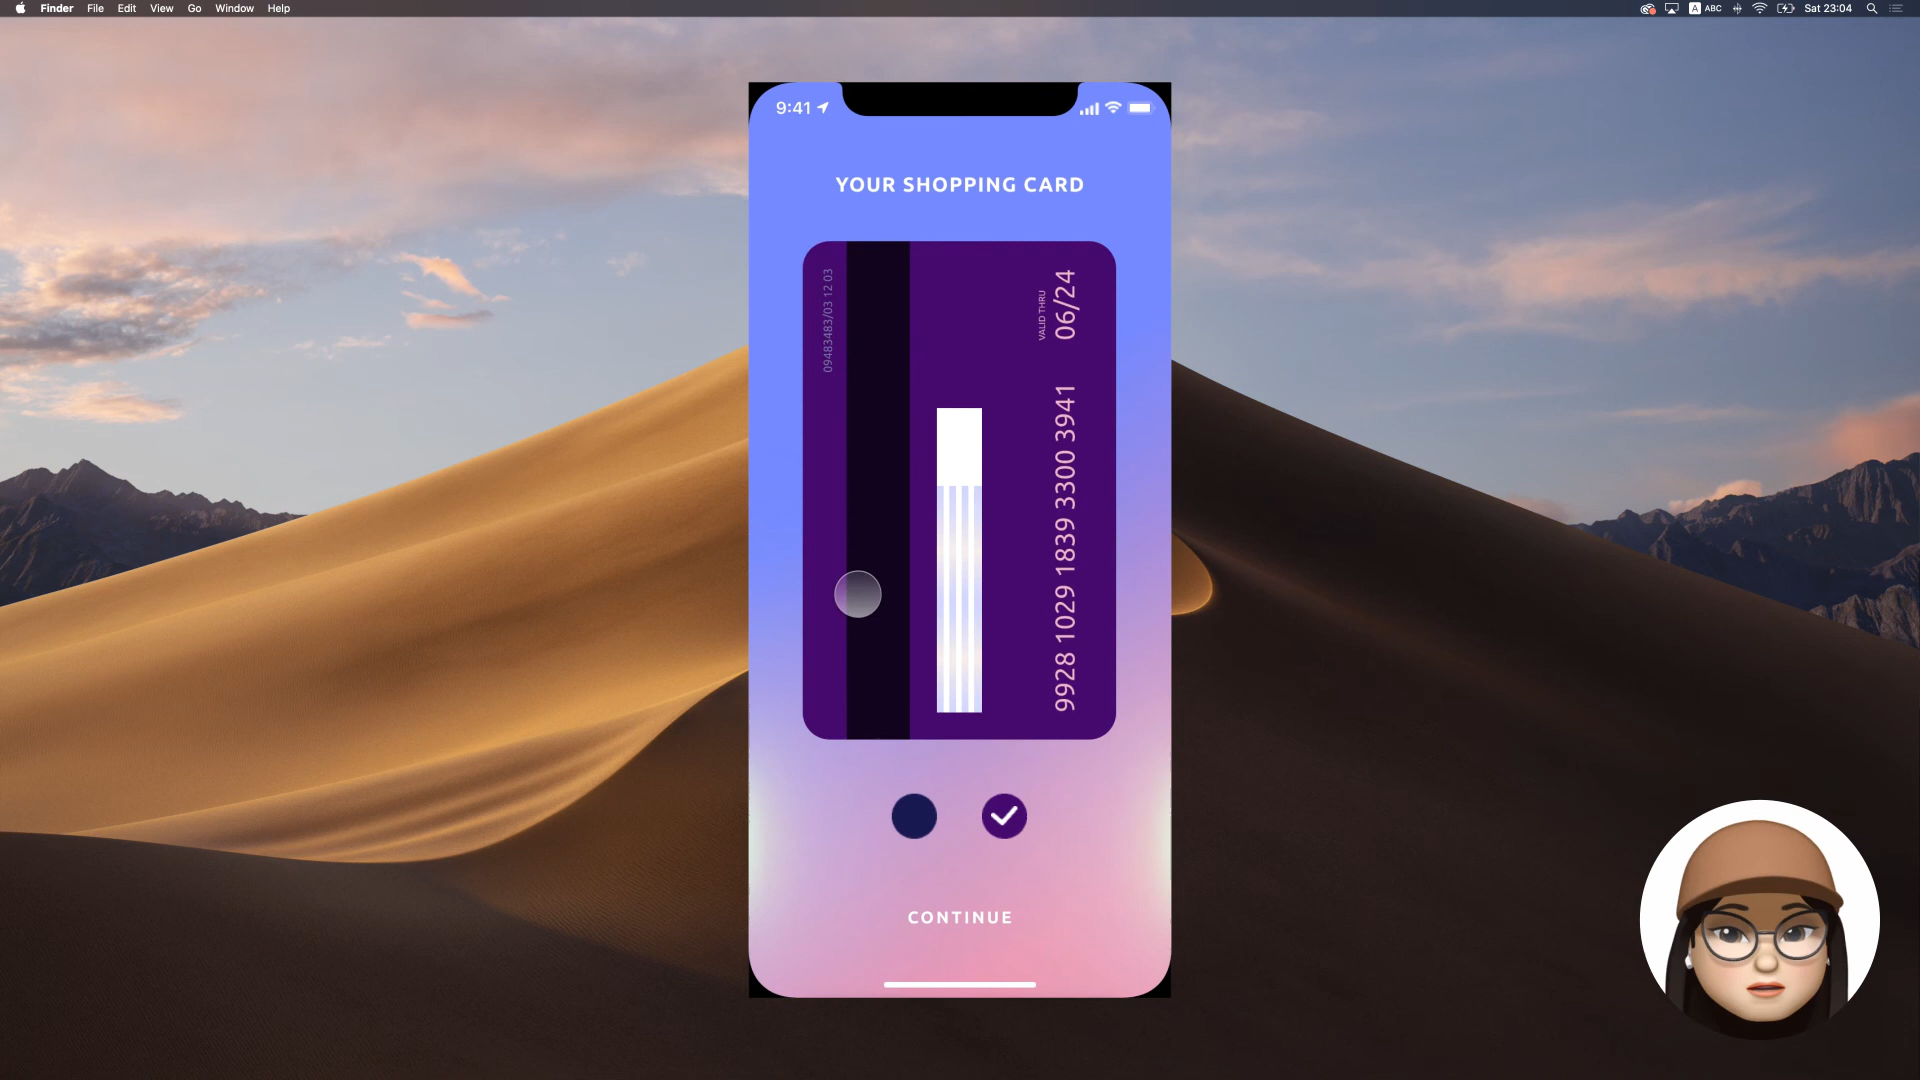 Finder File Edit View Go Window Help
A ABC Sat 23:04
9:41
YOUR SHOPPING CARD
09483483/03 12 03
VALID THRU
06/24
9928 1029 1839 3300 3941
CONTINUE